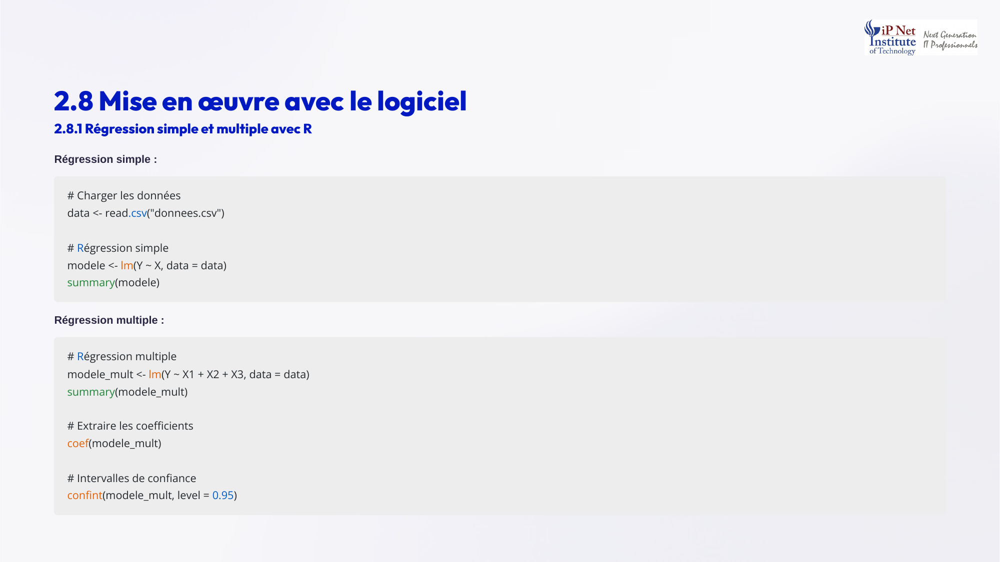 iP Net
Institute
of Technology
Next Generation
IT Professionnels
2.8 Mise en œuvre avec le logiciel
2.8.1 Régression simple et multiple avec R
Régression simple :
# Charger les données
data <- read.csv("donnees.csv")
# Régression simple
modele <- lm(Y ~ X, data = data)
summary(modele)
Régression multiple :
# Régression multiple
modele_mult <- lm(Y ~ X1 + X2 + X3, data = data)
summary(modele_mult)
# Extraire les coefficients
coef(modele_mult)
# Intervalles de confiance
confint(modele_mult, level = 0.95)